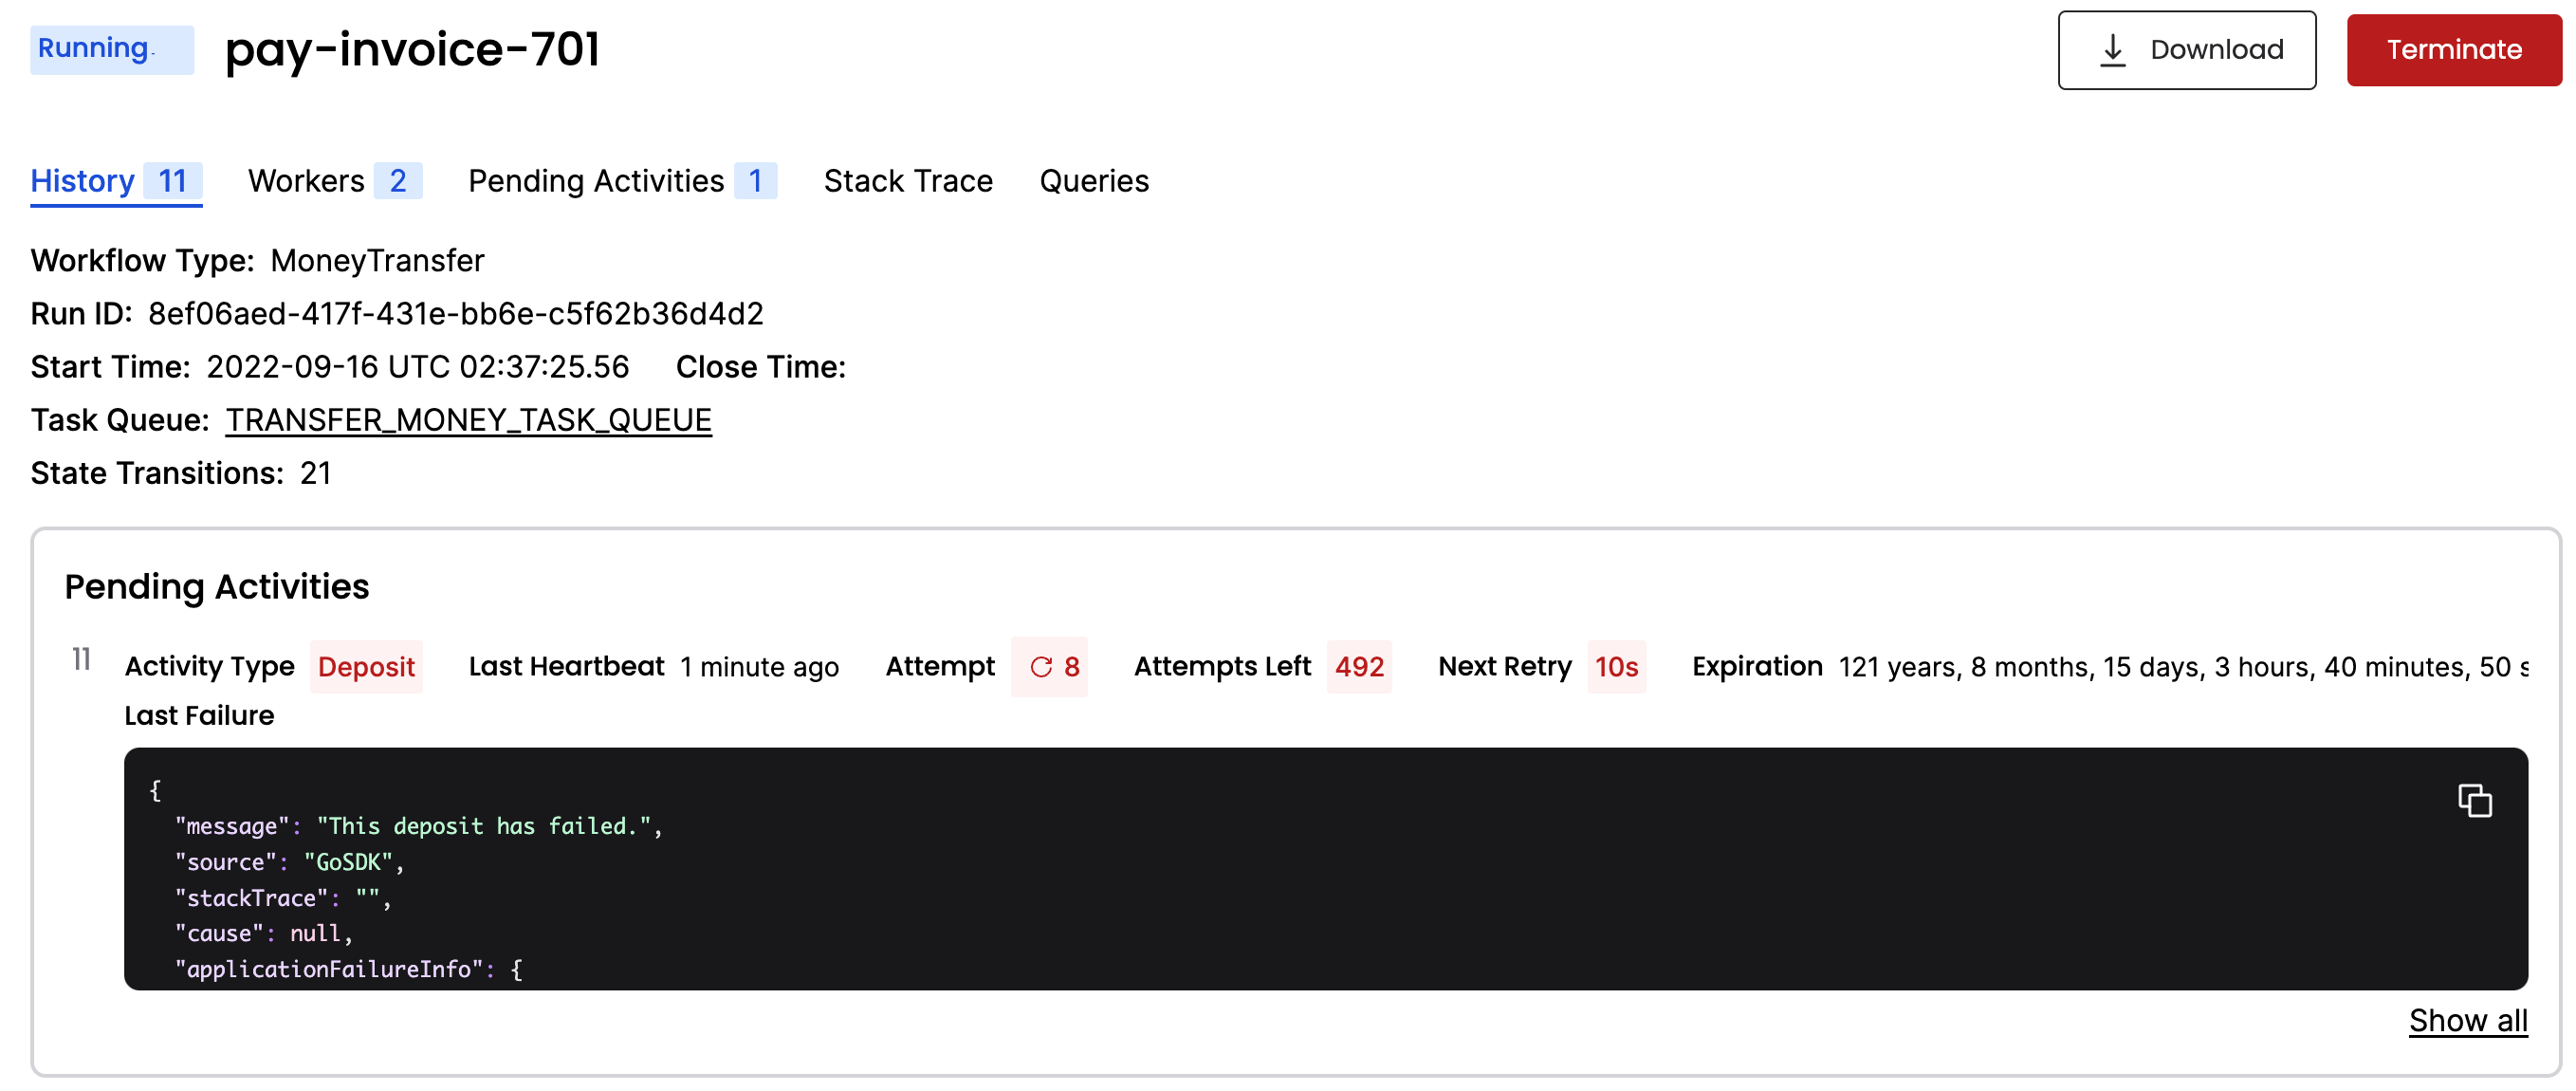 Running. pay-invoice-701 Download Terminate
History 11 Workers 2 Pending Activities 1 Stack Trace Queries
Workflow Type: MoneyTransfer
Run ID: 8ef06aed-417f-431e-bb6e-c5f62b36d4d2
Start Time: 2022-09-16 UTC 02:37:25.56 Close Time:
Task Queue: TRANSFER_MONEY_TASK_QUEUE
State Transitions: 21
Pending Activities
11 Activity Type Deposit Last Heartbeat 1 minute ago Attempt 8 Attempts Left 492 Next Retry 10s Expiration 121 years, 8 months, 15 days, 3 hours, 40 minutes, 50 s
Last Failure
{
"message": "This deposit has failed.",
"source": "GoSDK",
"stackTrace": "",
"cause": null,
"applicationFailureInfo": {
Show all